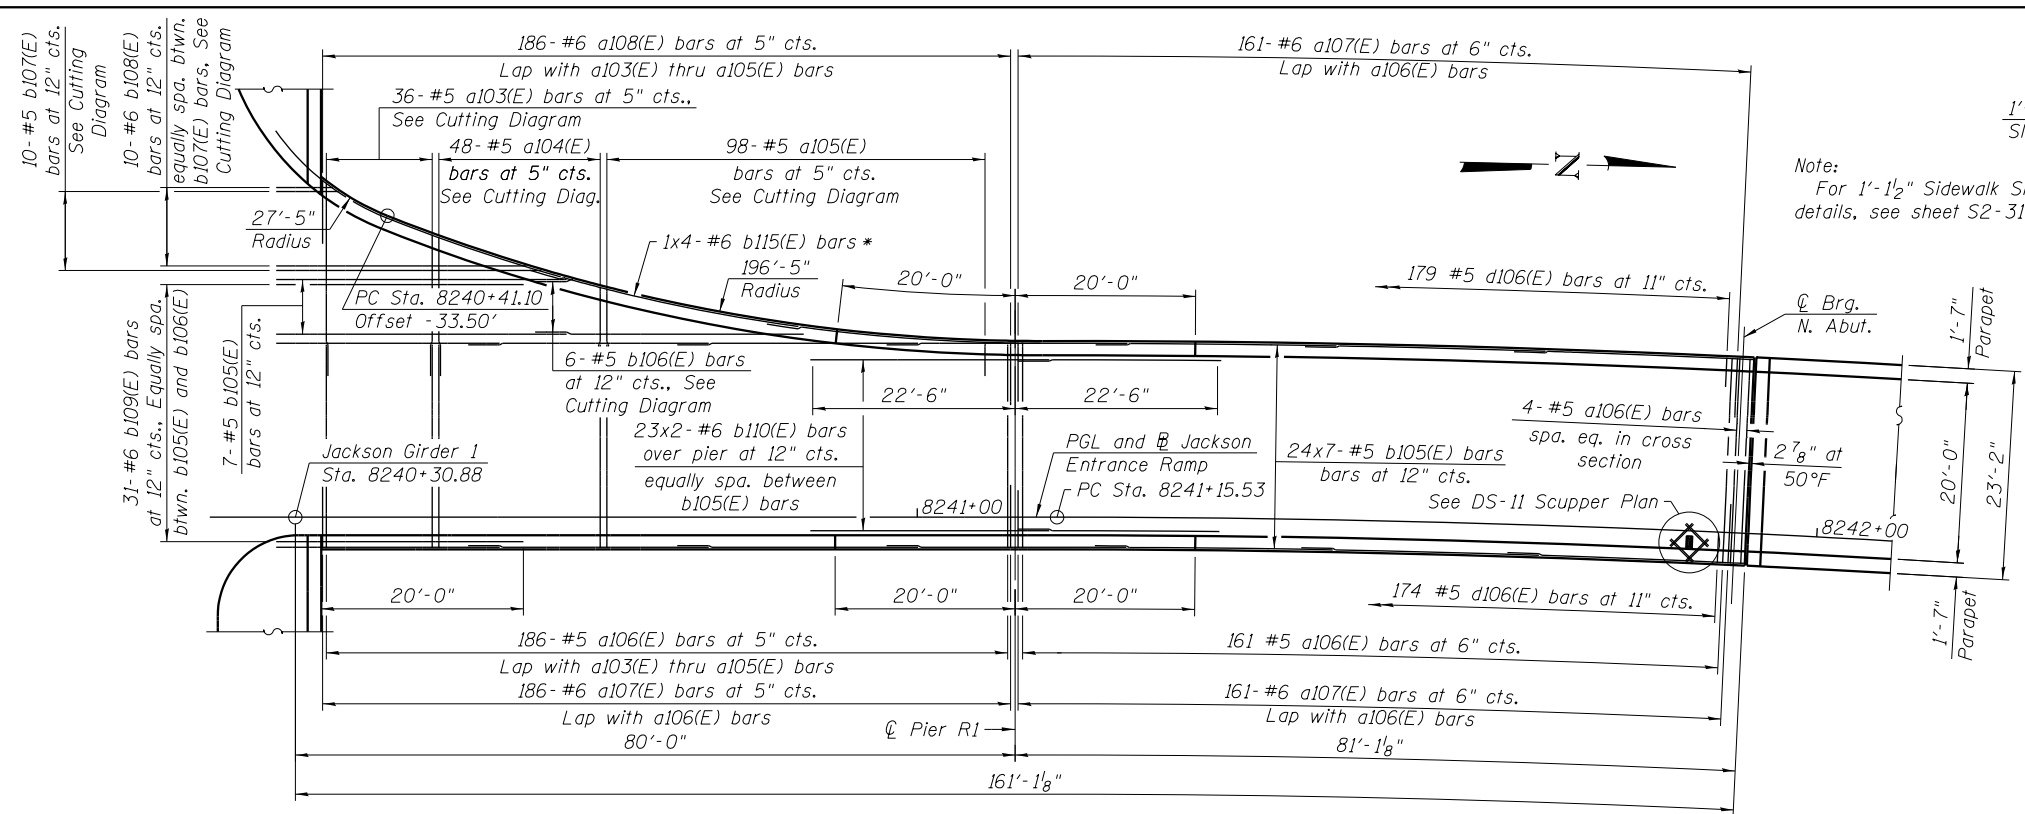 10-#5 b107(E)
bars at 12" cts.
See Cutting
Diagram
10-#6 b108(E)
bars at 12" cts.
equally spa. btwn.
b107(E) bars, See
Cutting Diagram
186-#6 a108(E) bars at 5" cts.
Lap with a103(E) thru a105(E) bars
161-#6 a107(E) bars at 6" cts.
Lap with a106(E) bars
36-#5 a103(E) bars at 5" cts.,
See Cutting Diagram
48-#5 a104(E)
bars at 5" cts.
See Cutting Diag.
98-#5 a105(E)
bars at 5" cts.
See Cutting Diagram
N
1'
Note:
For 1'-1½" Sidewalk
details, see sheet S2-31
27'-5"
Radius
1x4-#6 b115(E) bars *
196'-5"
Radius
20'-0"
20'-0"
179 #5 d106(E) bars at 11" cts.
℄ Brg.
N. Abut.
1'-7"
Parapet
PC Sta. 8240+41.10
Offset -33.50'
31-#6 b109(E) bars
at 12" cts., Equally spa.
btwn. b105(E) and b106(E)
7-#5 b105(E)
bars at 12" cts.
6-#5 b106(E) bars
at 12" cts., See
Cutting Diagram
22'-6"
22'-6"
23x2-#6 b110(E) bars
over pier at 12" cts.
equally spa. between
b105(E) bars
PGL and ⅊ Jackson
Entrance Ramp
PC Sta. 8241+15.53
24x7-#5 b105(E) bars
bars at 12" cts.
4-#5 a106(E) bars
spa. eq. in cross
section
2⅞" at
50°F
20'-0"
23'-2"
Jackson Girder 1
Sta. 8240+30.88
8241+00
See DS-11 Scupper Plan
8242+00
20'-0"
20'-0"
20'-0"
174 #5 d106(E) bars at 11" cts.
1'-7"
Parapet
186-#5 a106(E) bars at 5" cts.
Lap with a103(E) thru a105(E) bars
161 #5 a106(E) bars at 6" cts.
186-#6 a107(E) bars at 5" cts.
Lap with a106(E) bars
161-#6 a107(E) bars at 6" cts.
Lap with a106(E) bars
℄ Pier R1
80'-0"
81'-1⅛"
161'-1⅛"